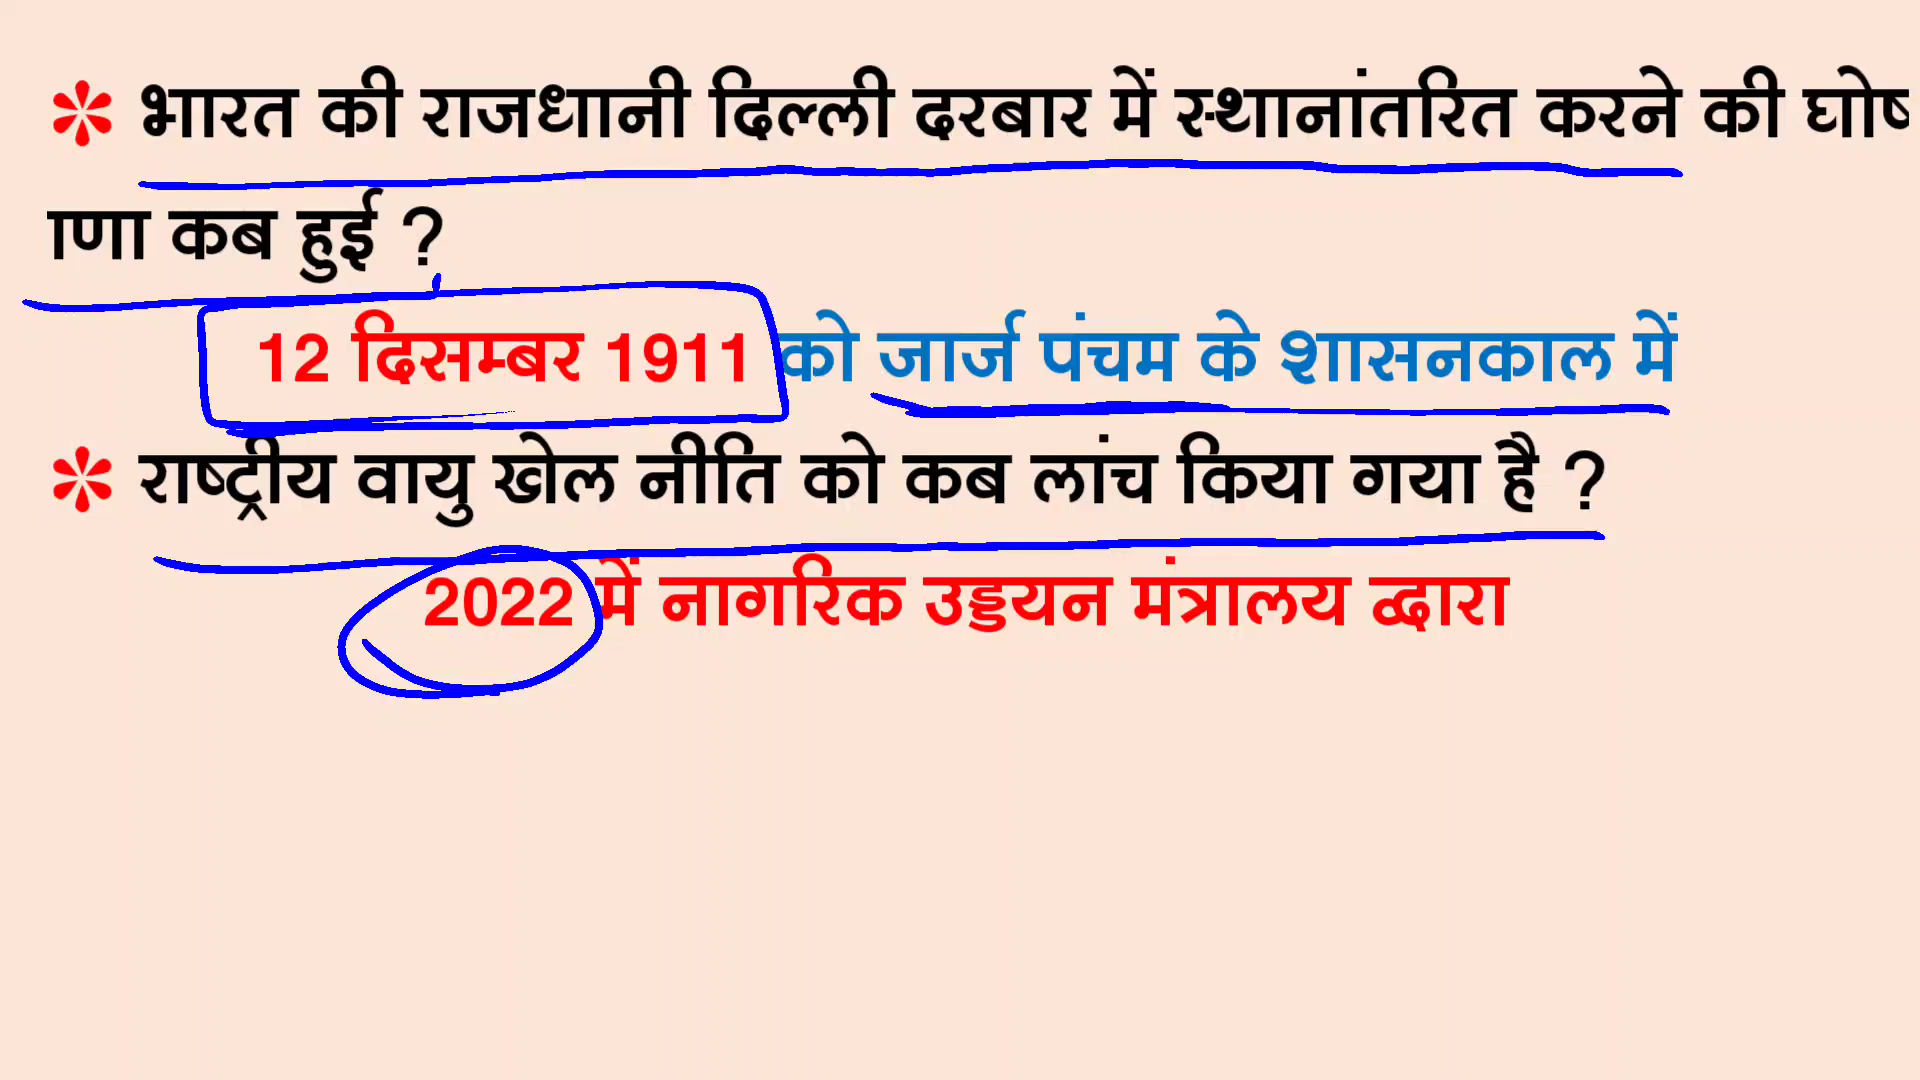 * भारत की राजधानी दिल्ली दरबार में स्थानांतरित करने की घोष
ाणा कब हुई ?
12 दिसम्बर 1911 को जार्ज पंचम के शासनकाल में
* राष्ट्रीय वायु खेल नीति को कब लांच किया गया है ?
2022 में नागरिक उड्डयन मंत्रालय द्वारा